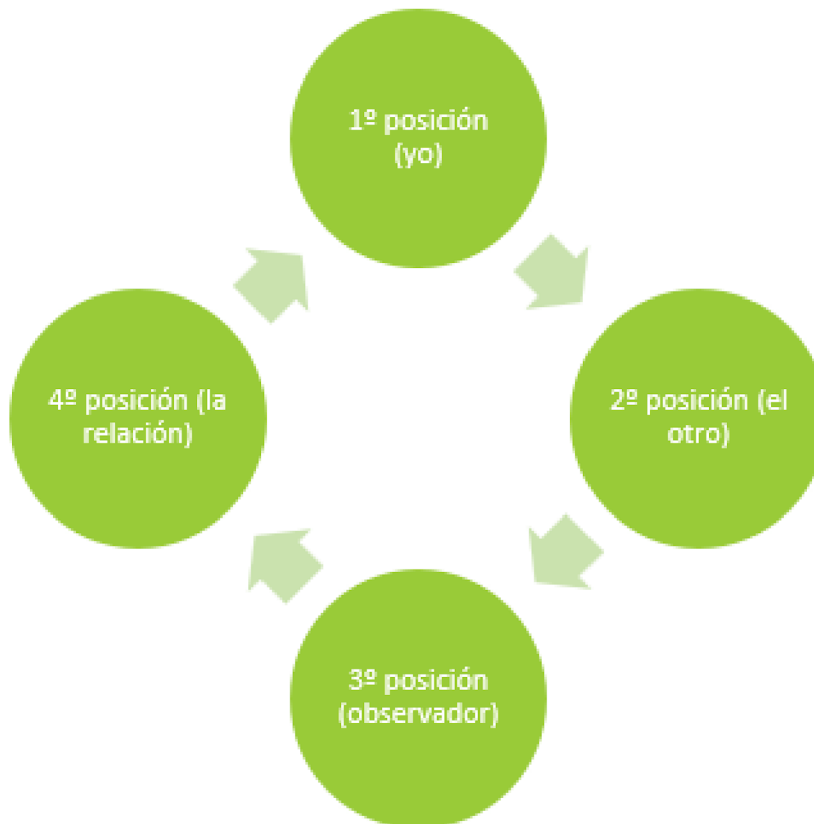 1º posición
(yo)
2º posición (el
otro)
3º posición
(observador)
4º posición (la
relación)